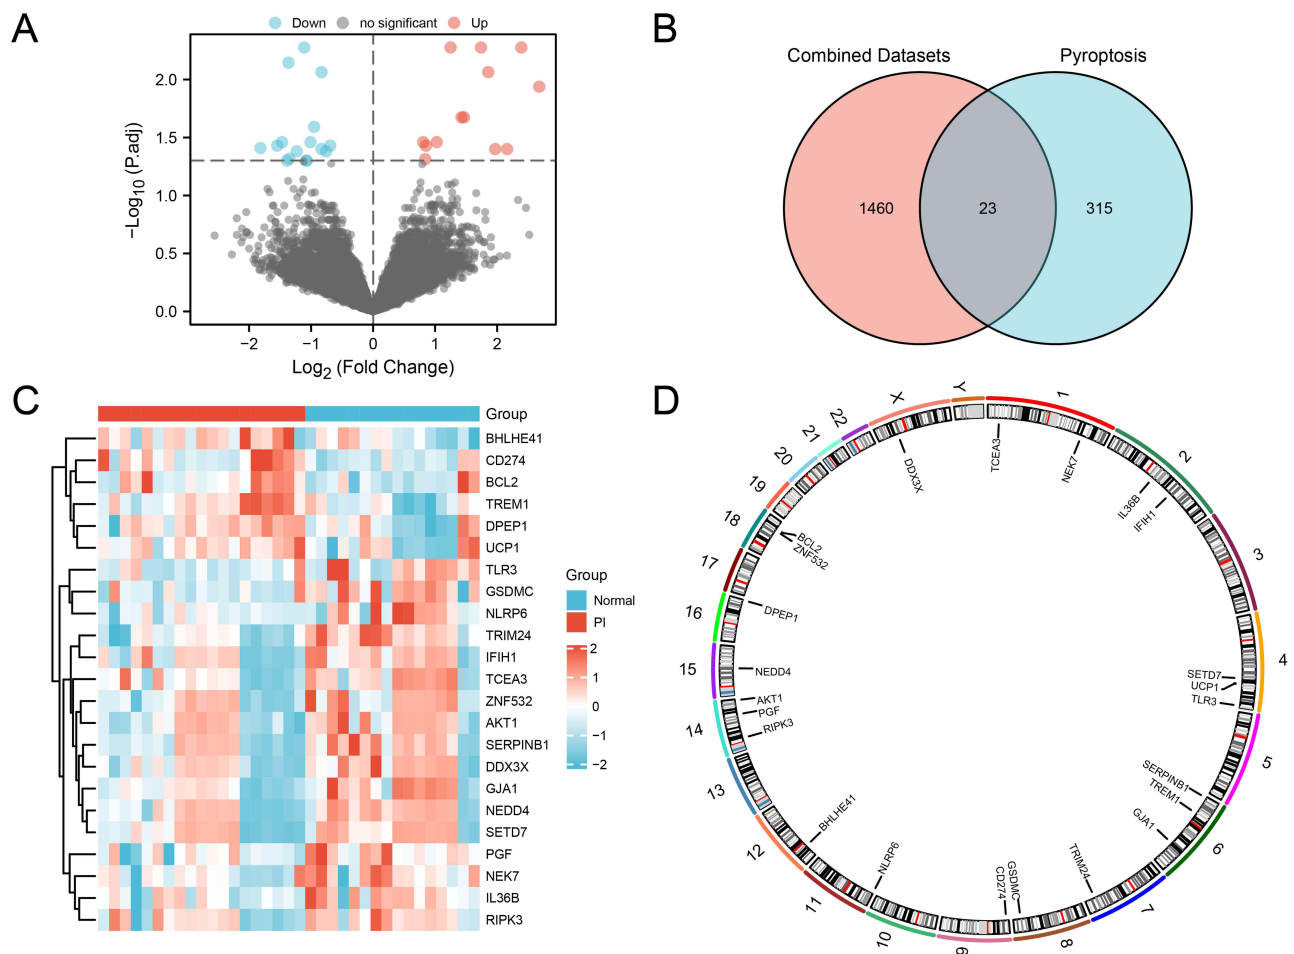 A
Down
no significant
Up
−Log10 (P.adj)
2.0
1.5
1.0
0.5
0.0
−2
−1
0
1
2
Log2 (Fold Change)
B
Combined Datasets
Pyroptosis
1460
23
315
C
Group
BHLHE41
CD274
BCL2
TREM1
DPEP1
UCP1
TLR3
GSDMC
NLRP6
TRIM24
IFIH1
TCEA3
ZNF532
AKT1
SERPINB1
DDX3X
GJA1
NEDD4
SETD7
PGF
NEK7
IL36B
RIPK3
Group
Normal
PI
2
1
0
−1
−2
D
1
2
3
4
5
6
7
8
9
10
11
12
13
14
15
16
17
18
19
20
21
22
X
Y
TCEA3
NEK7
IL36B
IFIH1
SETD7
UCP1
TLR3
SERPINB1
TREM1
GJA1
TRIM24
GSDMC
CD274
NLRP6
BHLHE41
RIPK3
PGF
AKT1
NEDD4
DPEP1
ZNF532
BCL2
DDX3X